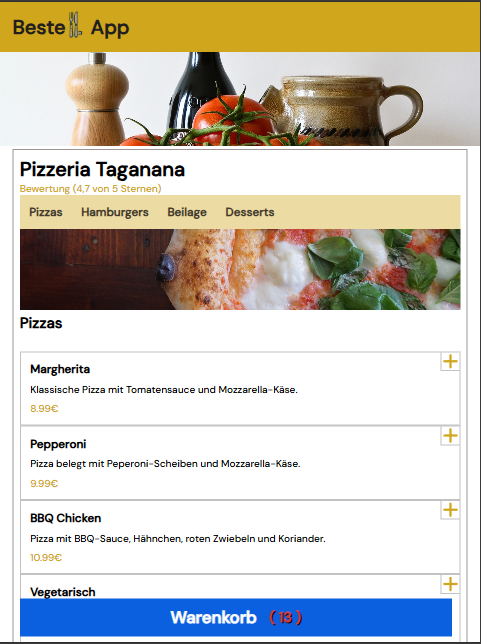 Beste App
Pizzeria Taganana
Bewertung (4,7 von 5 Sternen)
Pizzas Hamburgers Beilage Desserts
Pizzas
Margherita
Klassische Pizza mit Tomatensauce und Mozzarella-Käse.
8.99€
Pepperoni
Pizza belegt mit Peperoni-Scheiben und Mozzarella-Käse.
9.99€
BBQ Chicken
Pizza mit BBQ-Sauce, Hähnchen, roten Zwiebeln und Koriander.
10.99€
Vegetarisch
Warenkorb ( 13 )